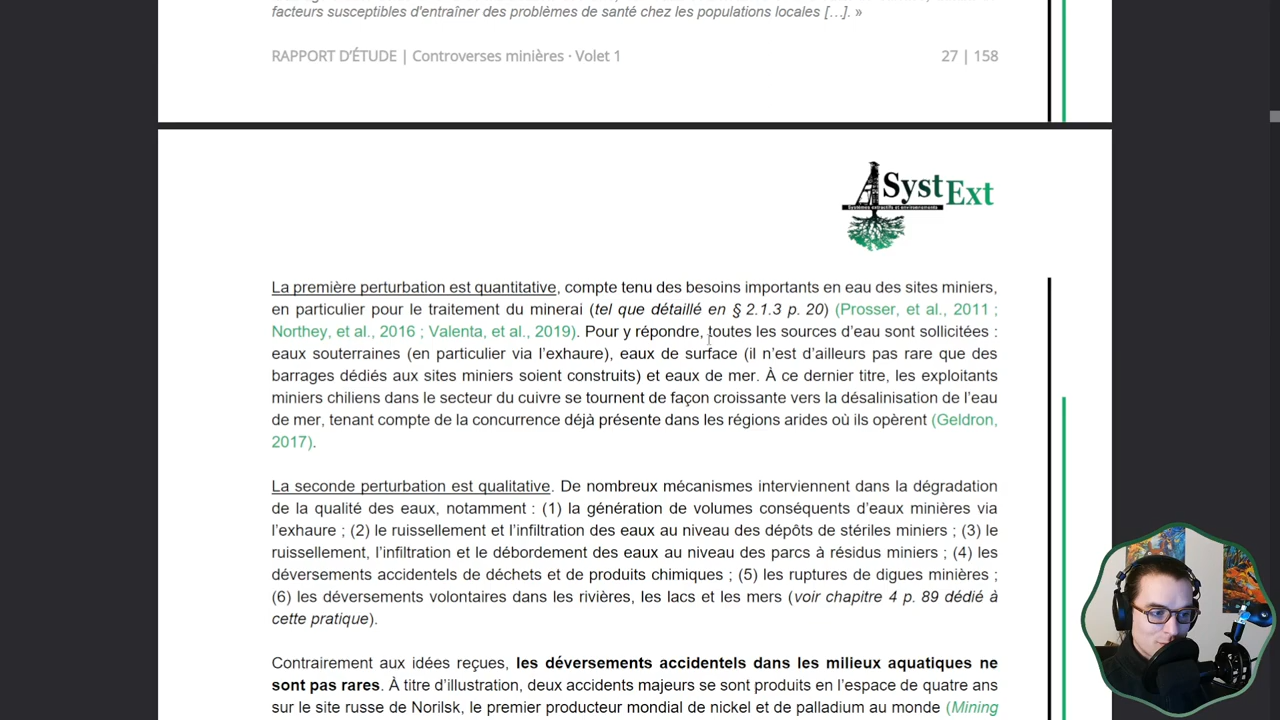 facteurs susceptibles d'entraîner des problèmes de santé chez les populations locales […]. »
RAPPORT D'ÉTUDE | Controverses minières · Volet 1
27 | 158
SystExt
Systèmes extractifs et environnements
La première perturbation est quantitative, compte tenu des besoins importants en eau des sites miniers,
en particulier pour le traitement du minerai (tel que détaillé en § 2.1.3 p. 20) (Prosser, et al., 2011 ;
Northey, et al., 2016 ; Valenta, et al., 2019). Pour y répondre, toutes les sources d'eau sont sollicitées :
eaux souterraines (en particulier via l'exhaure), eaux de surface (il n'est d'ailleurs pas rare que des
barrages dédiés aux sites miniers soient construits) et eaux de mer. À ce dernier titre, les exploitants
miniers chiliens dans le secteur du cuivre se tournent de façon croissante vers la désalinisation de l'eau
de mer, tenant compte de la concurrence déjà présente dans les régions arides où ils opèrent (Geldron,
2017).
La seconde perturbation est qualitative. De nombreux mécanismes interviennent dans la dégradation
de la qualité des eaux, notamment : (1) la génération de volumes conséquents d'eaux minières via
l'exhaure ; (2) le ruissellement et l'infiltration des eaux au niveau des dépôts de stériles miniers ; (3) le
ruissellement, l'infiltration et le débordement des eaux au niveau des parcs à résidus miniers ; (4) les
déversements accidentels de déchets et de produits chimiques ; (5) les ruptures de digues minières ;
(6) les déversements volontaires dans les rivières, les lacs et les mers (voir chapitre 4 p. 89 dédié à
cette pratique).
Contrairement aux idées reçues, les déversements accidentels dans les milieux aquatiques ne
sont pas rares. À titre d'illustration, deux accidents majeurs se sont produits en l'espace de quatre ans
sur le site russe de Norilsk, le premier producteur mondial de nickel et de palladium au monde (Mining